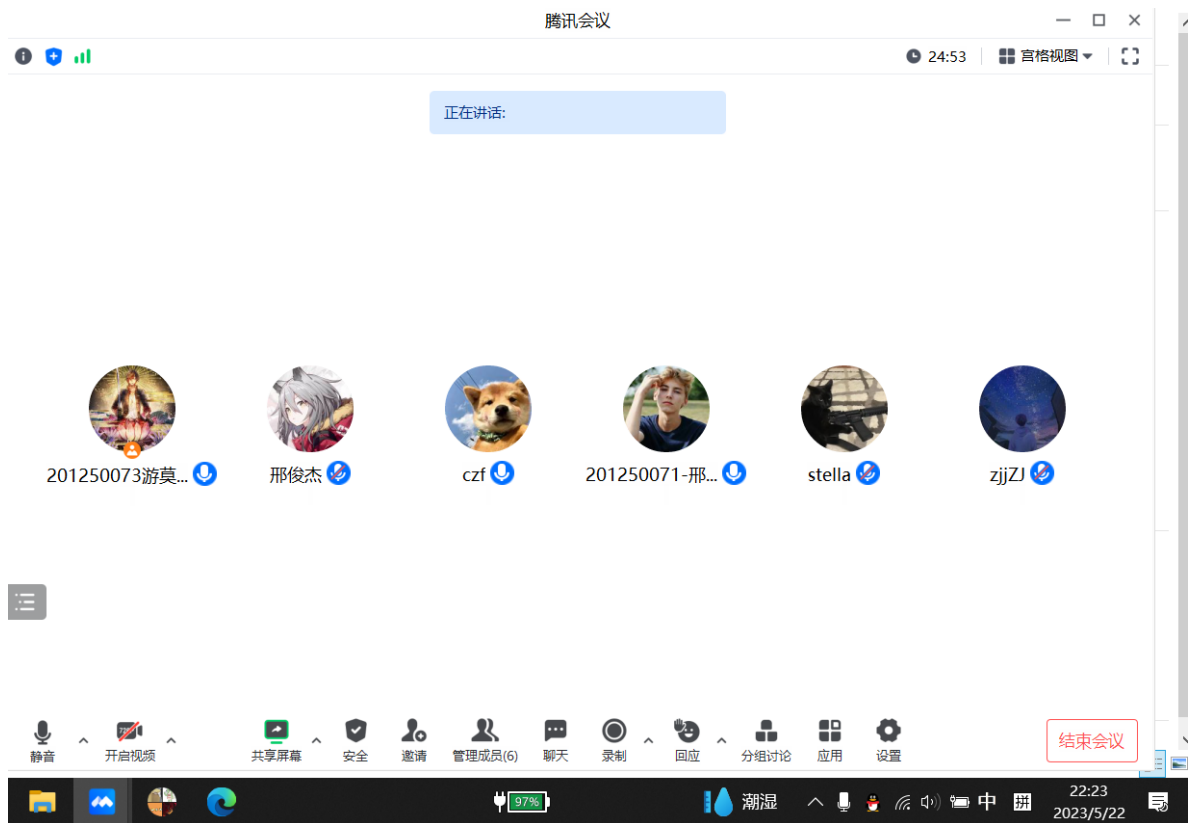 腾讯会议
24:53
宫格视图
正在讲话:
201250073游莫...
邢俊杰
czf
201250071-邢...
stella
zjjZJ
静音
开启视频
共享屏幕
安全
邀请
管理成员(6)
聊天
录制
回应
分组讨论
应用
设置
结束会议
97%
潮湿
中
拼
22:23
2023/5/22